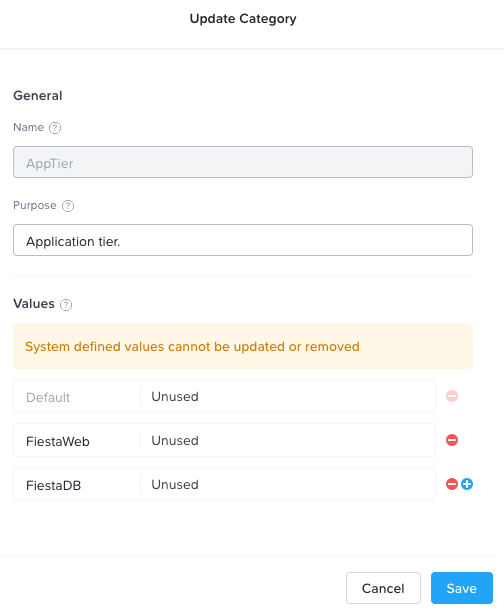 Update Category
General
Name ?
AppTier
Purpose ?
Application tier.
Values ?
System defined values cannot be updated or removed
Default Unused
FiestaWeb Unused
FiestaDB Unused
Cancel Save